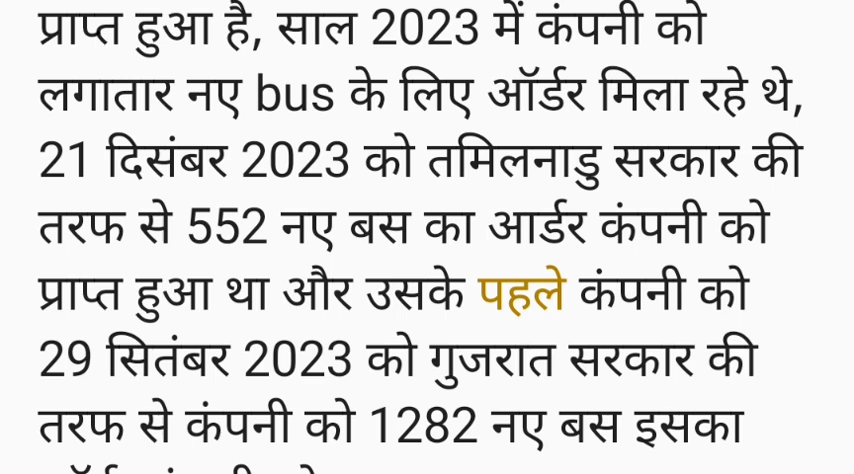 प्राप्त हुआ है, साल 2023 में कंपनी को
लगातार नए bus के लिए ऑर्डर मिला रहे थे,
21 दिसंबर 2023 को तमिलनाडु सरकार की
तरफ से 552 नए बस का आर्डर कंपनी को
प्राप्त हुआ था और उसके पहले कंपनी को
29 सितंबर 2023 को गुजरात सरकार की
तरफ से कंपनी को 1282 नए बस इसका